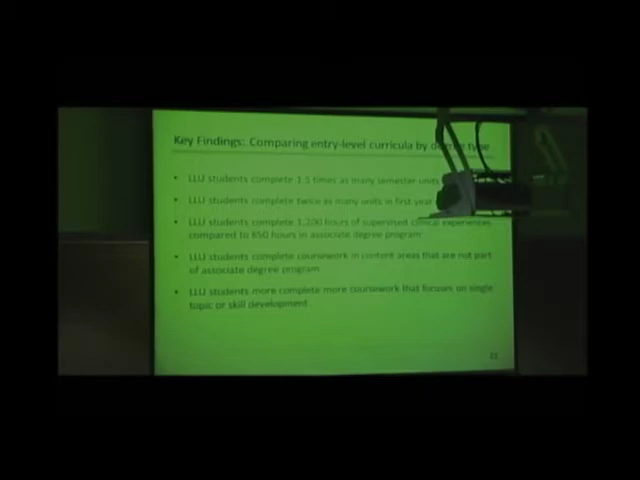 Key Findings: Comparing entry-level curricula by degree type
• LLU students complete 1.5 times as many semester units
• LLU students complete twice as many units in first year
• LLU students complete 1,200 hours of supervised clinical experiences
compared to 850 hours in associate degree program
• LLU students complete coursework in content areas that are not part
of associate degree program
• LLU students more complete more coursework that focuses on single
topic or skill development